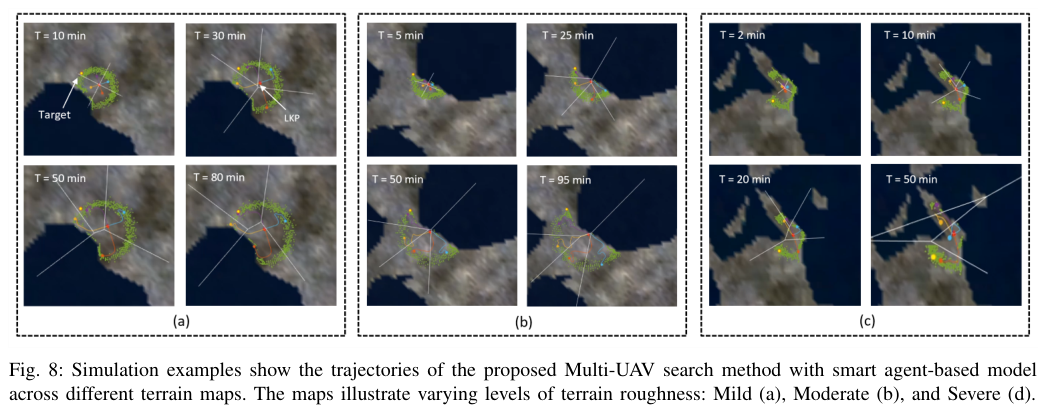 T = 10 min
T = 30 min
Target
LKP
T = 50 min
T = 80 min
(a)
T = 5 min
T = 25 min
T = 50 min
T = 95 min
(b)
T = 2 min
T = 10 min
T = 20 min
T = 50 min
(c)
Fig. 8: Simulation examples show the trajectories of the proposed Multi-UAV search method with smart agent-based model
across different terrain maps. The maps illustrate varying levels of terrain roughness: Mild (a), Moderate (b), and Severe (d).